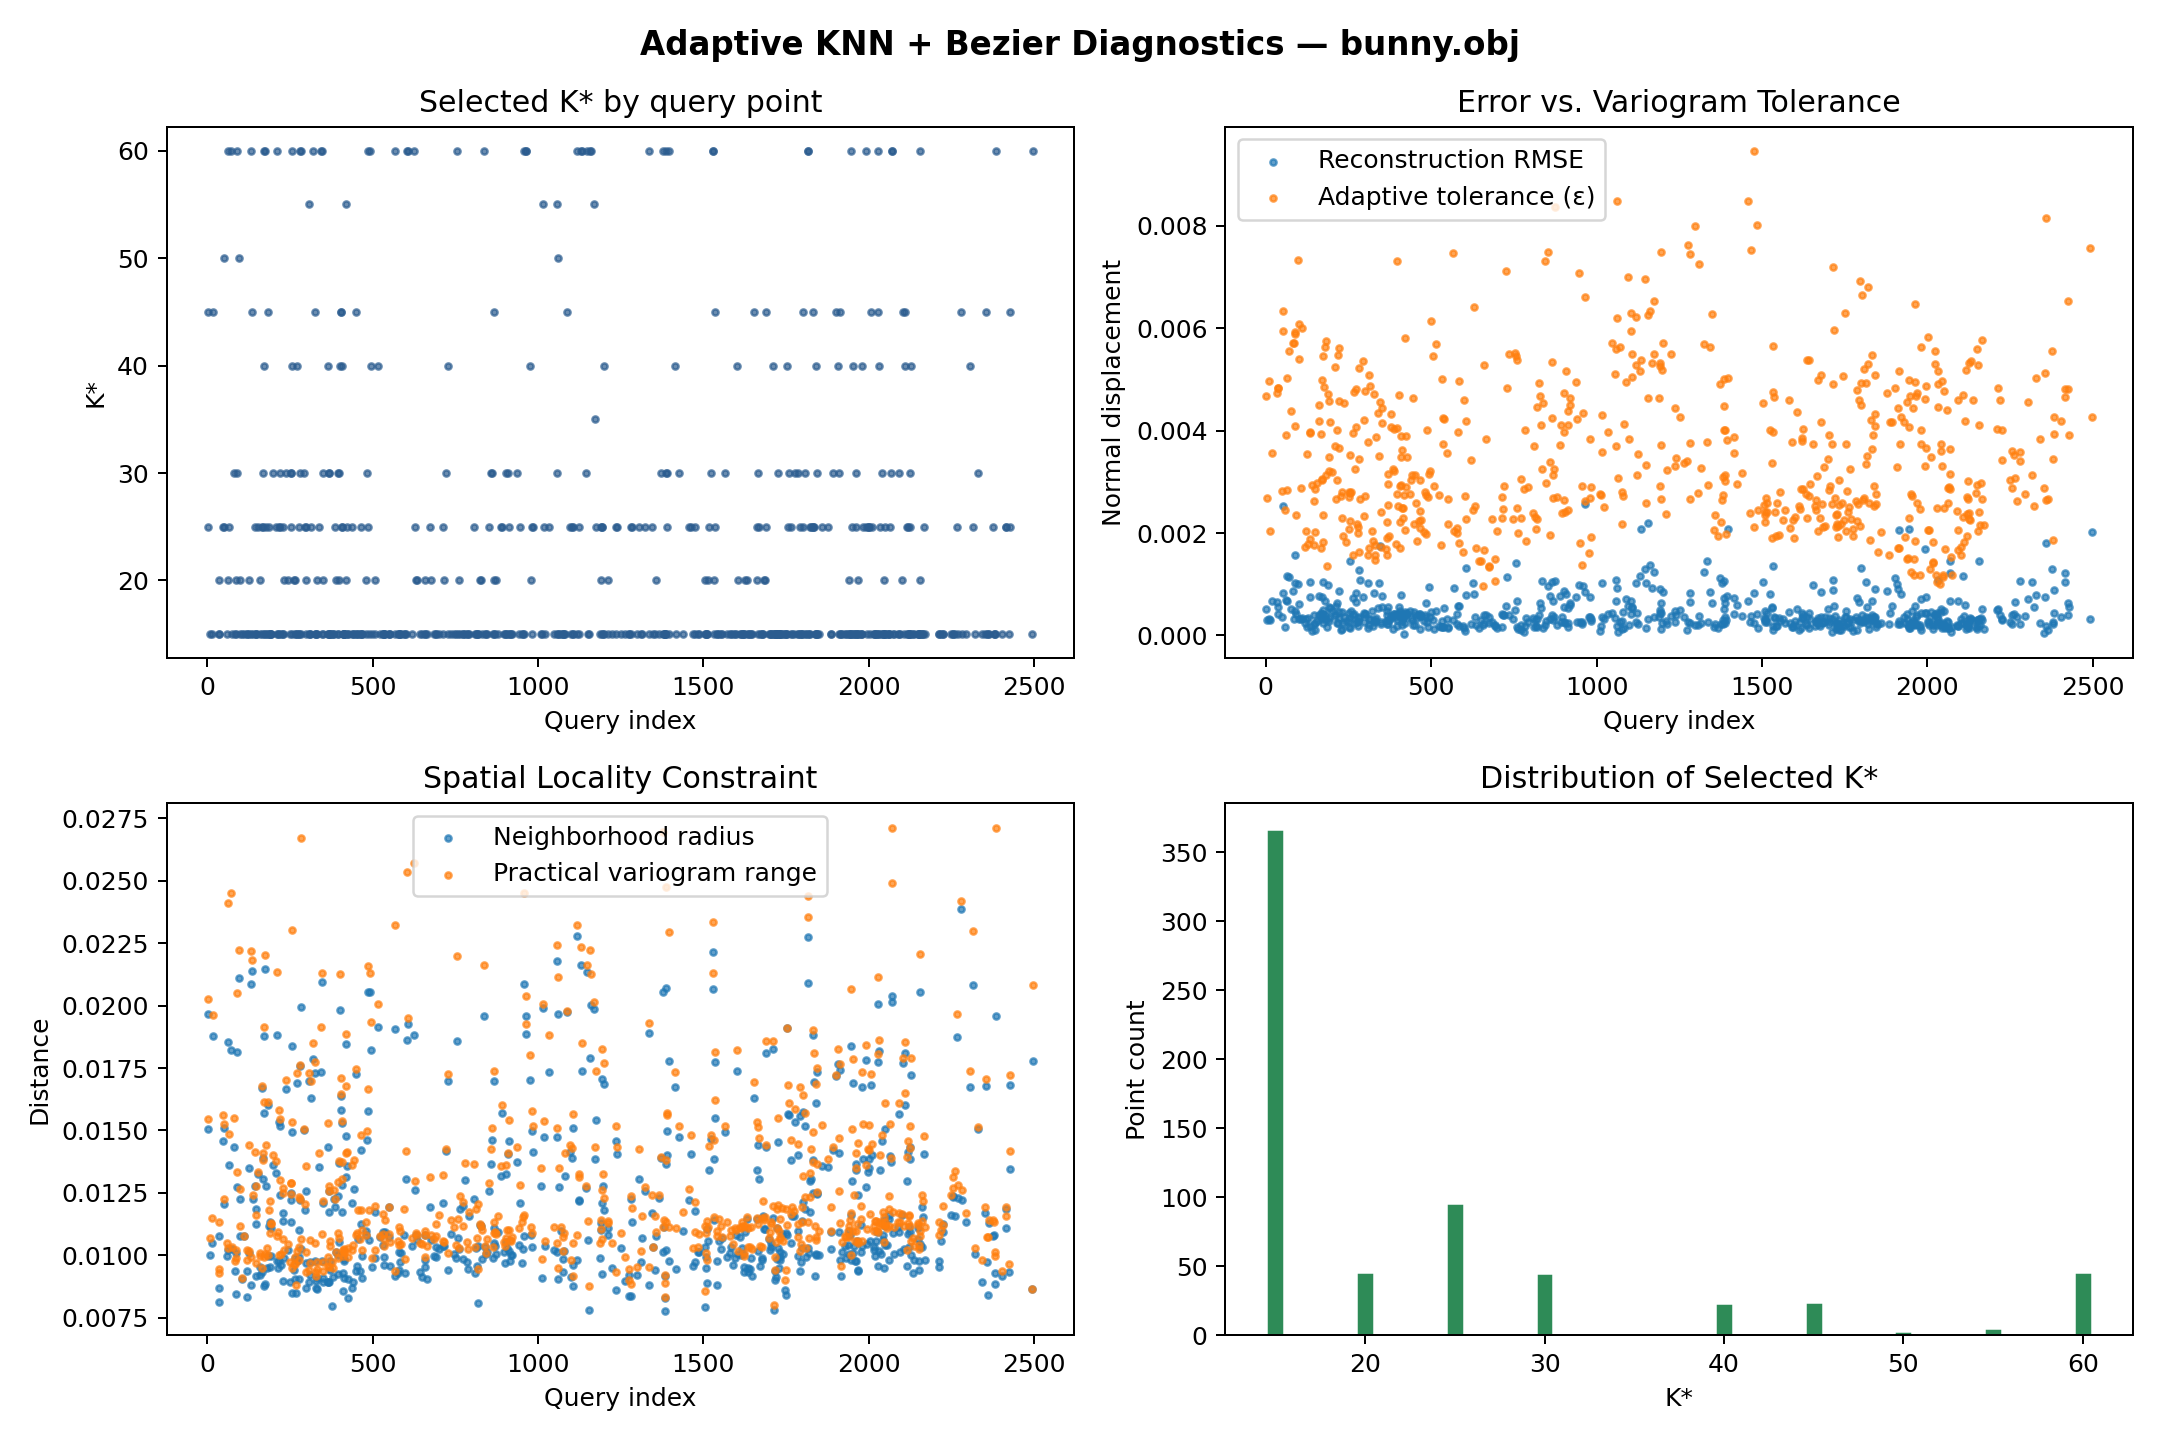 Adaptive KNN + Bezier Diagnostics — bunny.obj
Selected K* by query point
60
50
40
30
20
K*
0 500 1000 1500 2000 2500
Query index
Error vs. Variogram Tolerance
Reconstruction RMSE
Adaptive tolerance (ε)
0.008
0.006
0.004
0.002
0.000
Normal displacement
0 500 1000 1500 2000 2500
Query index
Spatial Locality Constraint
Neighborhood radius
Practical variogram range
0.0275
0.0250
0.0225
0.0200
0.0175
0.0150
0.0125
0.0100
0.0075
Distance
0 500 1000 1500 2000 2500
Query index
Distribution of Selected K*
350
300
250
200
150
100
50
0
Point count
20 30 40 50 60
K*